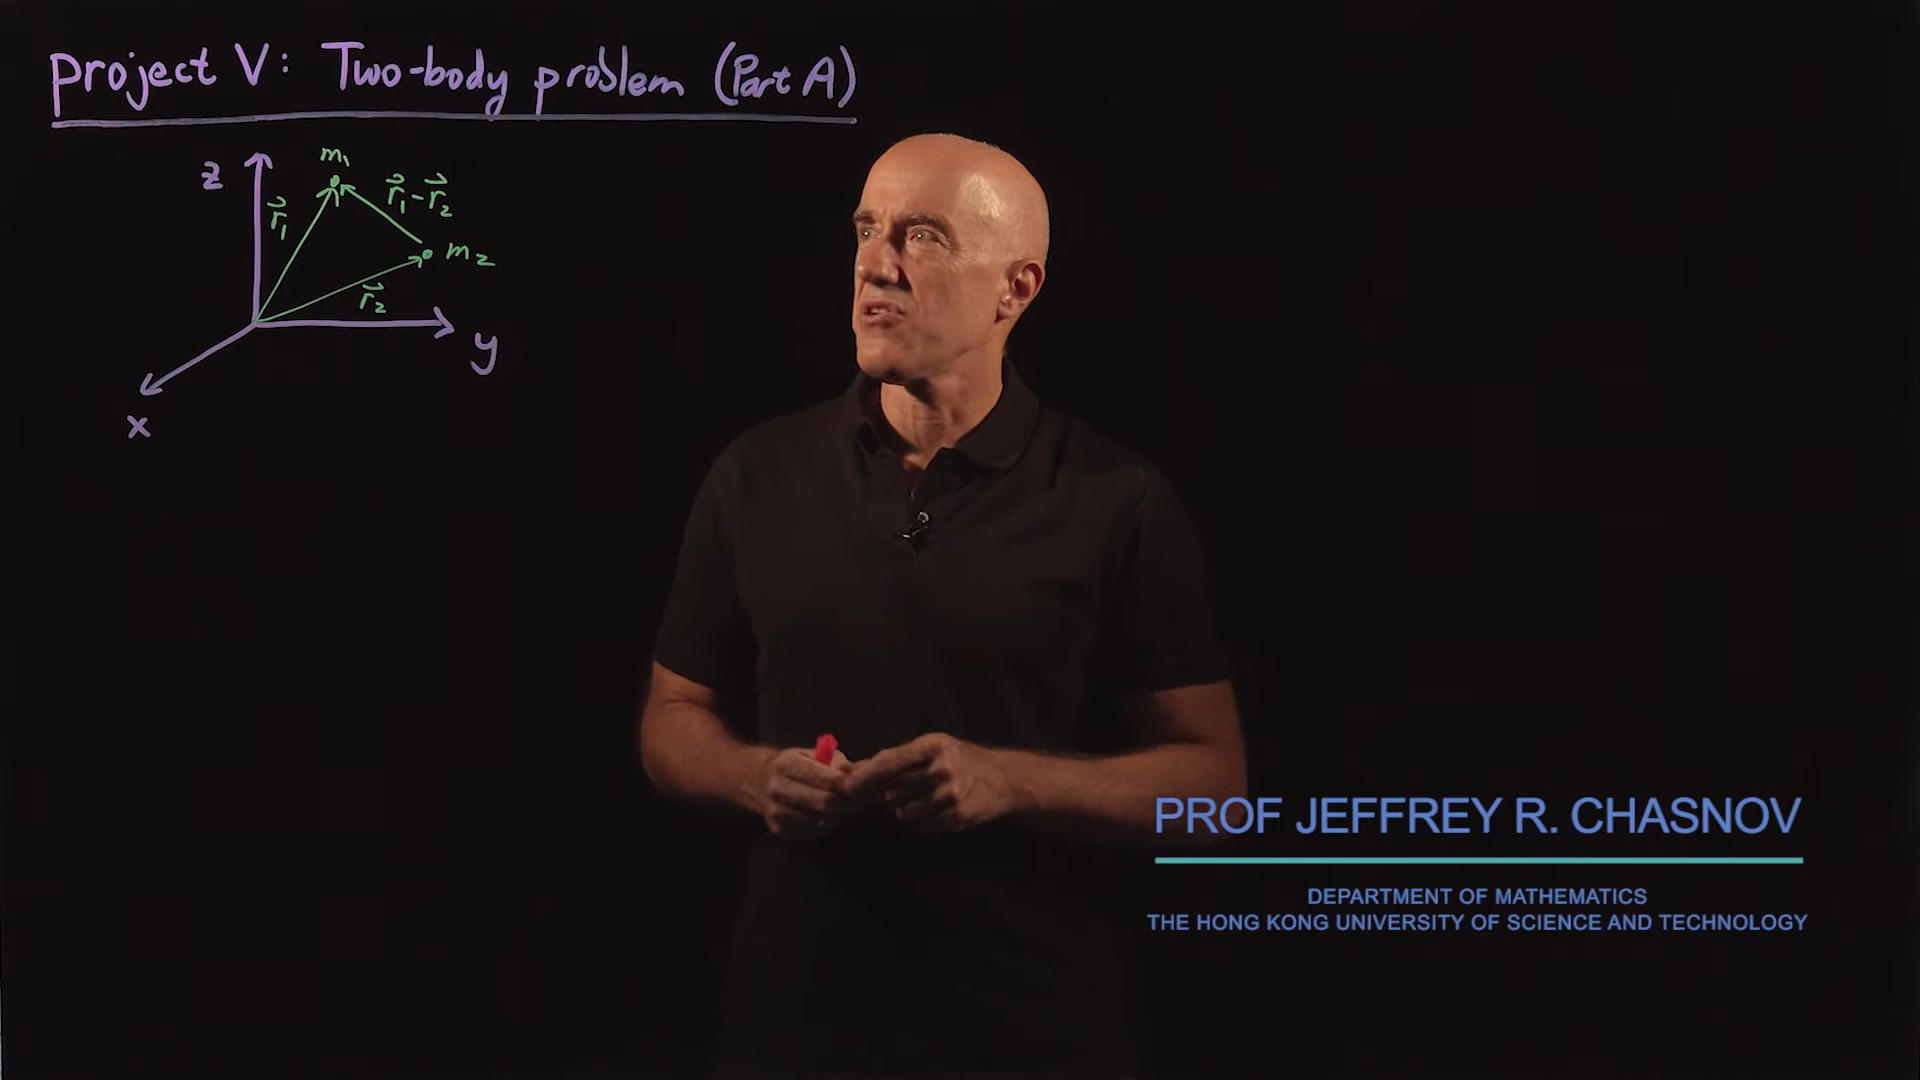 Project V: Two-body problem (Part A)
z
m₁
r⃗₁
r⃗₁-r⃗₂
m₂
r⃗₂
y
x
PROF JEFFREY R. CHASNOV
DEPARTMENT OF MATHEMATICS
THE HONG KONG UNIVERSITY OF SCIENCE AND TECHNOLOGY